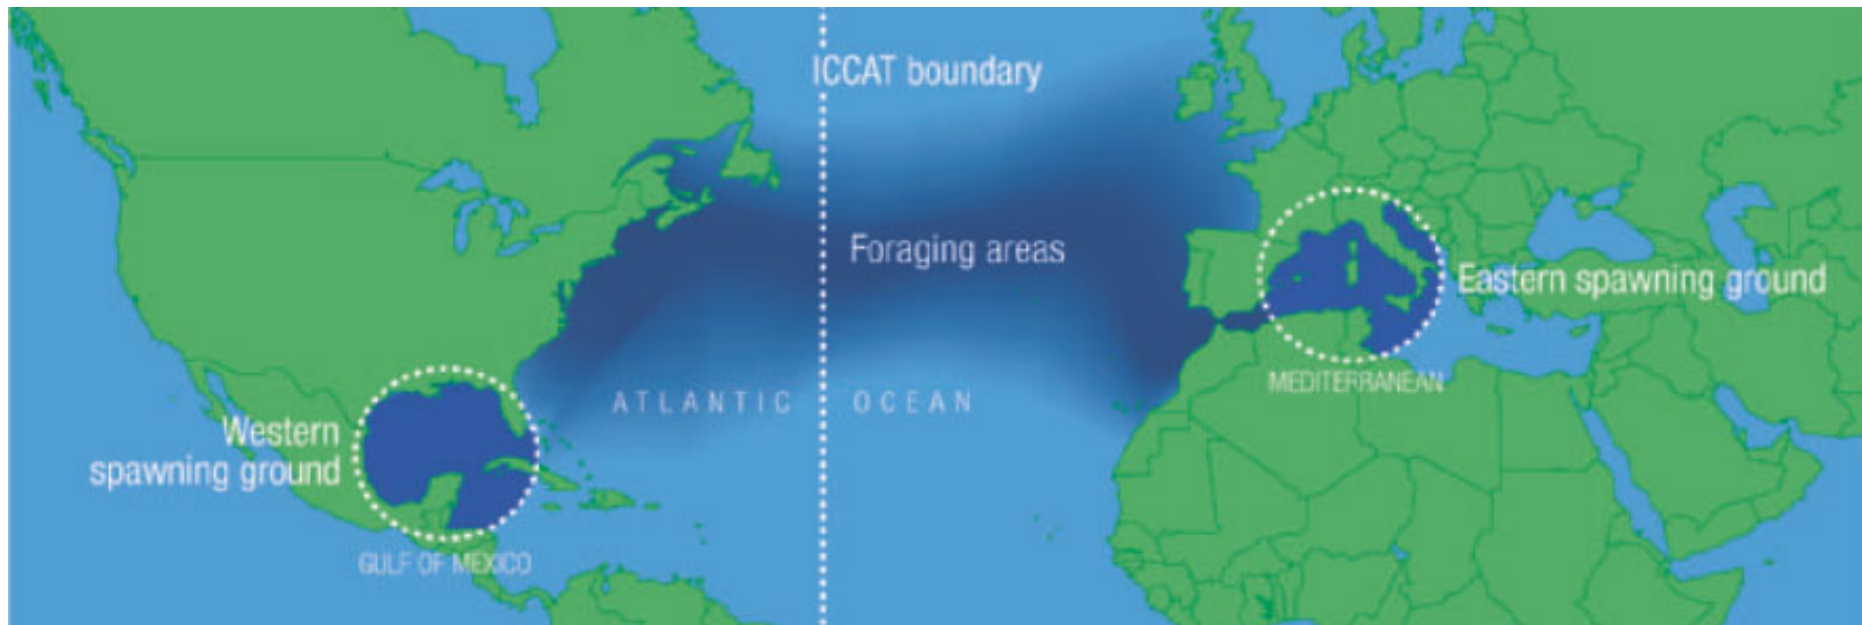 ICCAT boundary
Foraging areas
Eastern spawning ground
MEDITERRANEAN
ATLANTIC OCEAN
Western
spawning ground
GULF OF MEXICO